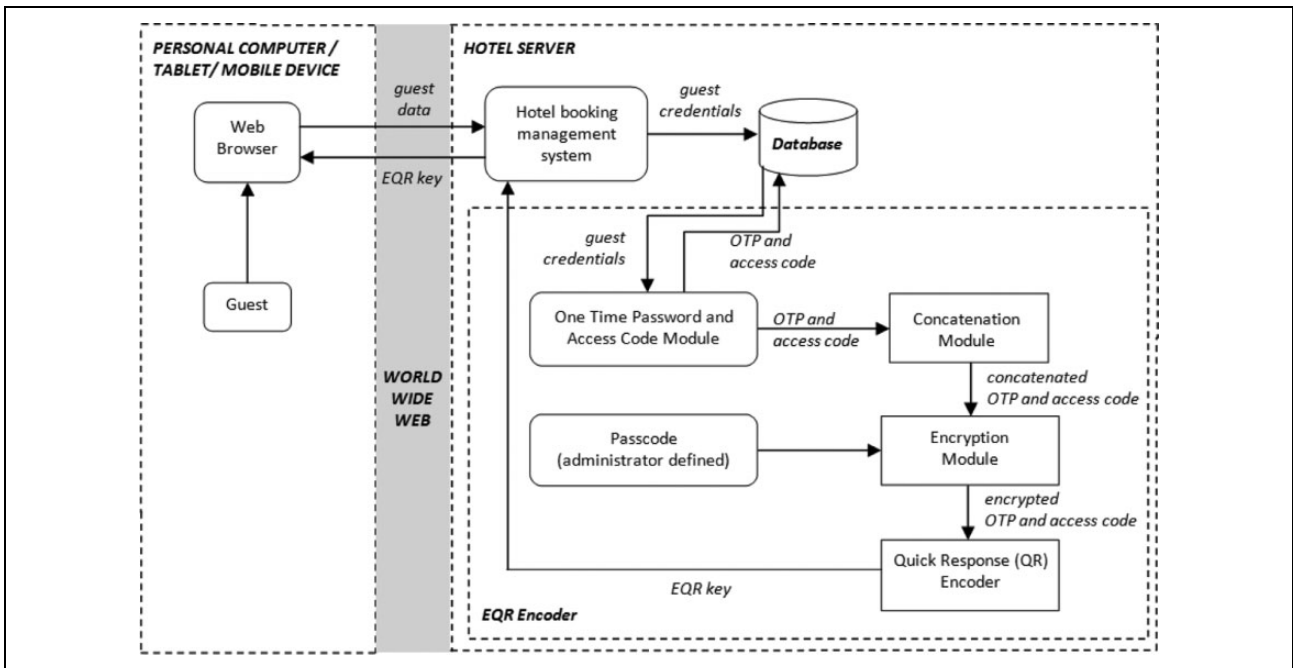 PERSONAL COMPUTER /
TABLET/ MOBILE DEVICE
HOTEL SERVER
Web
Browser
guest
data
EQR key
Hotel booking
management
system
guest
credentials
Database
Guest
guest
credentials
OTP and
access code
One Time Password and
Access Code Module
OTP and
access code
Concatenation
Module
WORLD
WIDE
WEB
concatenated
OTP and access code
Passcode
(administrator defined)
Encryption
Module
encrypted
OTP and access code
Quick Response (QR)
Encoder
EQR key
EQR Encoder